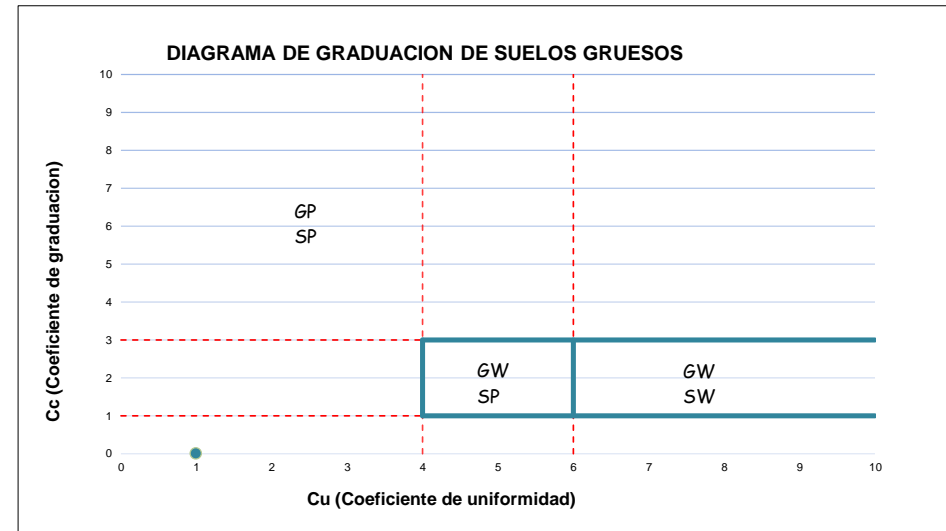 DIAGRAMA DE GRADUACION DE SUELOS GRUESOS
Cc (Coeficiente de graduacion)
10
9
8
7
6
5
4
3
2
1
0
GP
SP
GW
SP
GW
SW
0 1 2 3 4 5 6 7 8 9 10
Cu (Coeficiente de uniformidad)